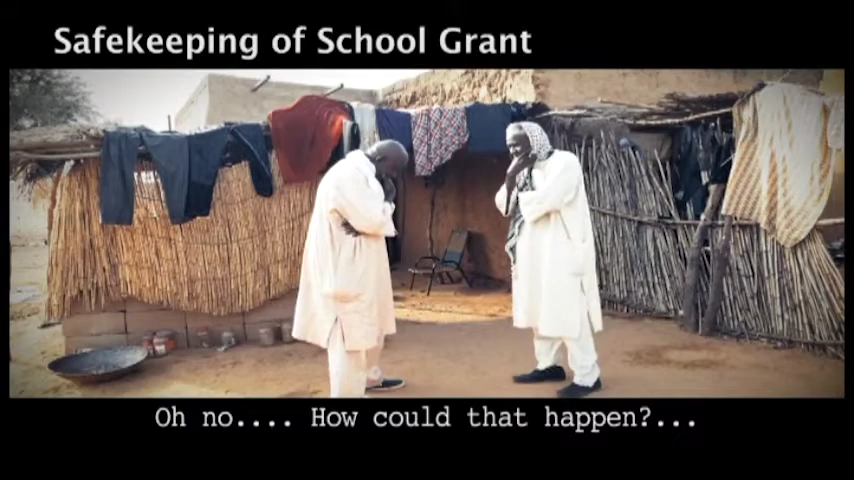 Safekeeping of School Grant
Oh no.... How could that happen?...